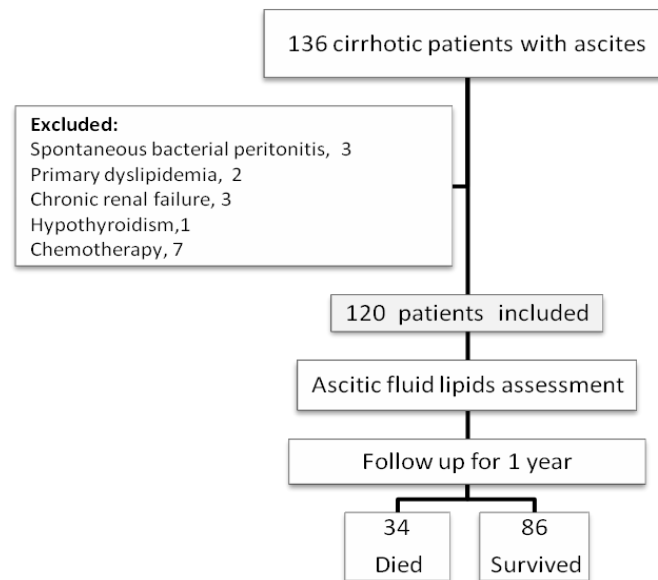 136 cirrhotic patients with ascites
Excluded:
Spontaneous bacterial peritonitis, 3
Primary dyslipidemia, 2
Chronic renal failure, 3
Hypothyroidism,1
Chemotherapy, 7
120 patients included
Ascitic fluid lipids assessment
Follow up for 1 year
34
Died
86
Survived